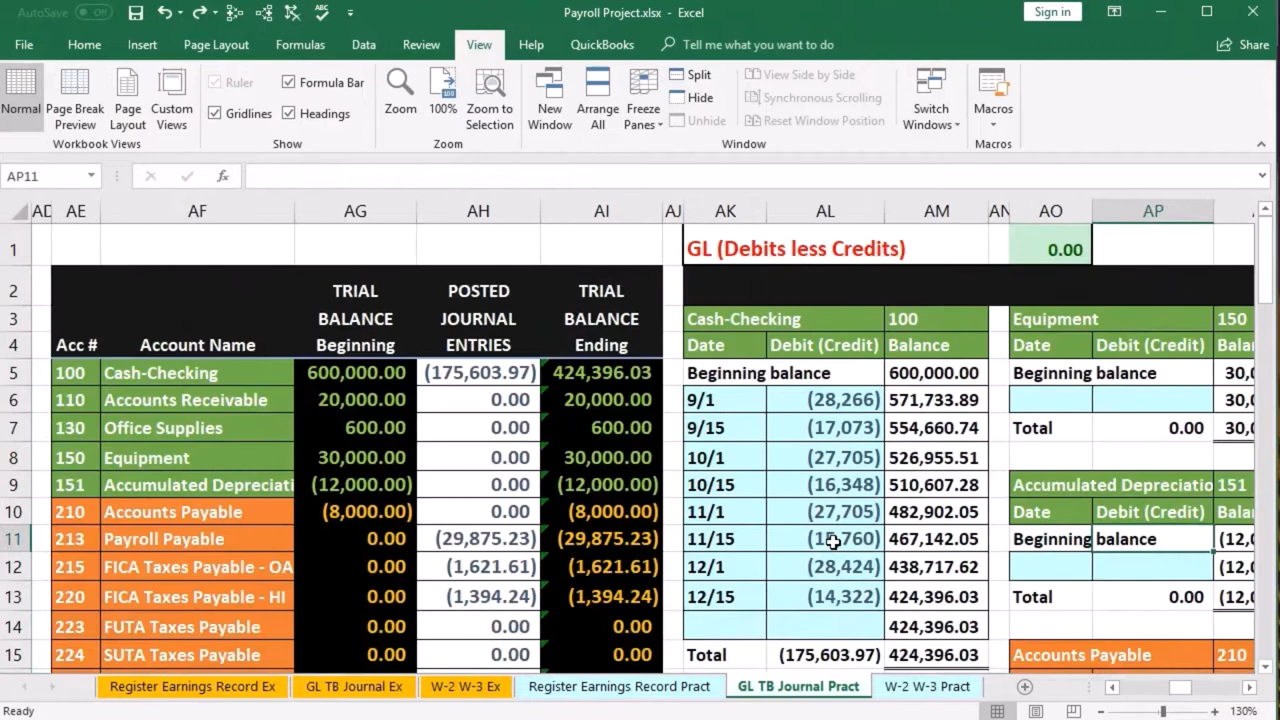 AutoSave Off Payroll Project.xlsx - Excel Sign in
File Home Insert Page Layout Formulas Data Review View Help QuickBooks Tell me what you want to do Share
Normal Page Break Preview Page Layout Custom Views
Workbook Views
Ruler Formula Bar
Gridlines Headings
Show
Zoom 100% Zoom to Selection
Zoom
New Window Arrange All Freeze Panes
Split
Hide
Unhide
View Side by Side
Synchronous Scrolling
Reset Window Position
Window
Switch Windows
Macros
Macros
AP11 fx
AD AE AF AG AH AI AJ AK AL AM AN AO AP
1 GL (Debits less Credits) 0.00
2 TRIAL POSTED TRIAL
3 BALANCE JOURNAL BALANCE Cash-Checking 100 Equipment 150
4 Acc # Account Name Beginning ENTRIES Ending Date Debit (Credit) Balance Date Debit (Credit)
5 100 Cash-Checking 600,000.00 (175,603.97) 424,396.03 Beginning balance 600,000.00 Beginning balance
6 110 Accounts Receivable 20,000.00 0.00 20,000.00 9/1 (28,266) 571,733.89
7 130 Office Supplies 600.00 0.00 600.00 9/15 (17,073) 554,660.74 Total 0.00
8 150 Equipment 30,000.00 0.00 30,000.00 10/1 (27,705) 526,955.51
9 151 Accumulated Depreciati (12,000.00) 0.00 (12,000.00) 10/15 (16,348) 510,607.28 Accumulated Depreciatio 151
10 210 Accounts Payable (8,000.00) 0.00 (8,000.00) 11/1 (27,705) 482,902.05 Date Debit (Credit)
11 213 Payroll Payable 0.00 (29,875.23) (29,875.23) 11/15 467,142.05 Beginning balance
12 215 FICA Taxes Payable - OA 0.00 (1,621.61) (1,621.61) 12/1 (28,424) 438,717.62
13 220 FICA Taxes Payable - HI 0.00 (1,394.24) (1,394.24) 12/15 (14,322) 424,396.03 Total 0.00
14 223 FUTA Taxes Payable 0.00 0.00 0.00 424,396.03
15 224 SUTA Taxes Payable 0.00 0.00 0.00 Total (175,603.97) 424,396.03 Accounts Payable 210
Register Earnings Record Ex GL TB Journal Ex W-2 W-3 Ex Register Earnings Record Pract GL TB Journal Pract W-2 W-3 Pract
Ready 130%